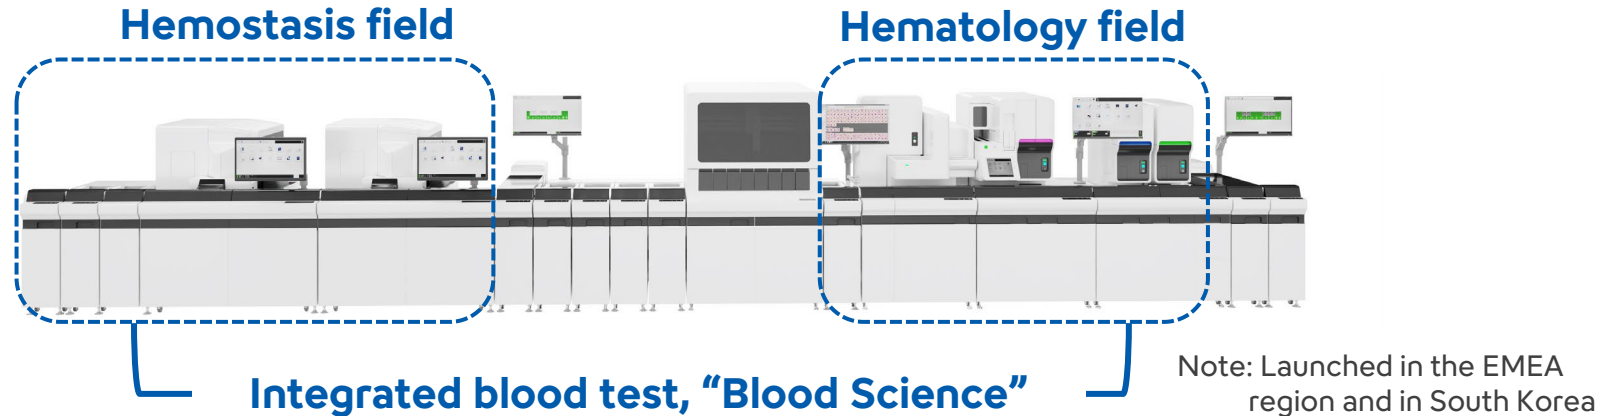 Hemostasis field
Hematology field
Integrated blood test, “Blood Science”
Note: Launched in the EMEA
region and in South Korea